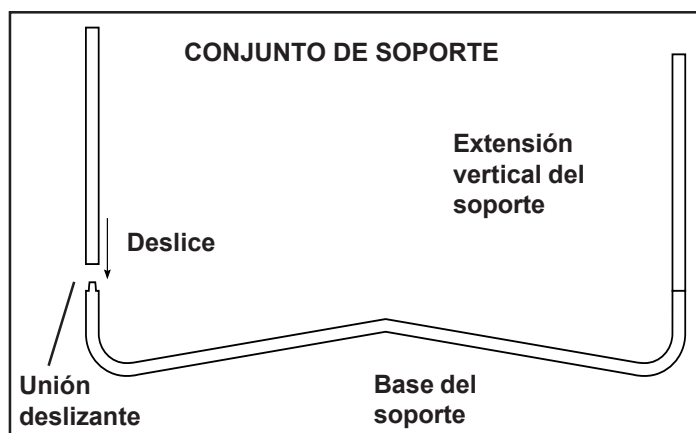 CONJUNTO DE SOPORTE
Extensión
vertical del
soporte
Deslice
Unión
deslizante
Base del
soporte